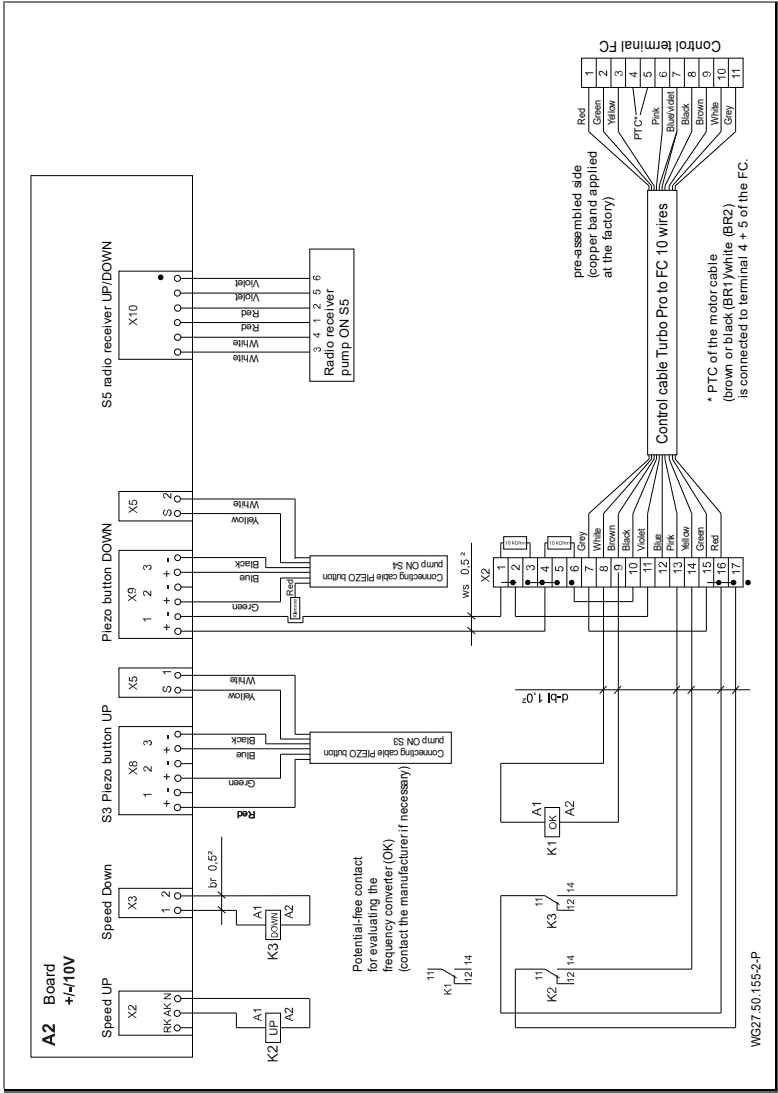 A2 Board
+/-/10V
Speed UP
X2
RK AK N
Speed Down
X3
1 2
S3 Piezo button UP
X8
1 2 3
+ - + - + -
X5
S 1
Piezo button DOWN
X9
1 2 3
+ - + - + -
X5
S 2
S5 radio receiver UP/DOWN
X10
K2
UP
A1
A2
br 0,5²
K3
DOWN
A1
A2
Red
Green
Blue
Black
Yellow
White
Connecting cable PIEZO button
pump ON S3
Green
Red
Blue
Black
Yellow
White
Connecting cable PIEZO button
pump ON S4
White
White
Red
Red
Violet
Violet
3 4 1 2 5 6
Radio receiver
pump ON S5
Potential-free contact
for evaluating the
frequency converter (OK)
(contact the manufacturer if necessary)
K1
11
12 14
ws 0,5²
X2
10 kOhm
10 kOhm
1
2
3
4
5
6
7
8
9
10
11
12
13
14
15
16
17
Grey
White
Brown
Black
Violet
Blue
Pink
Yellow
Green
Red
Control cable Turbo Pro to FC 10 wires
pre-assembled side
(copper band applied
at the factory)
Red
Green
Yellow
PTC*
Pink
Blue/violet
Black
Brown
White
Grey
1
2
3
4
5
6
7
8
9
10
11
Control terminal FC
* PTC of the motor cable
(brown or black (BR1)/white (BR2)
is connected to terminal 4 + 5 of the FC.
d-bl 1,0²
K1
OK
A1
A2
K3
11
12 14
K2
11
12 14
WG27.50.155-2-P